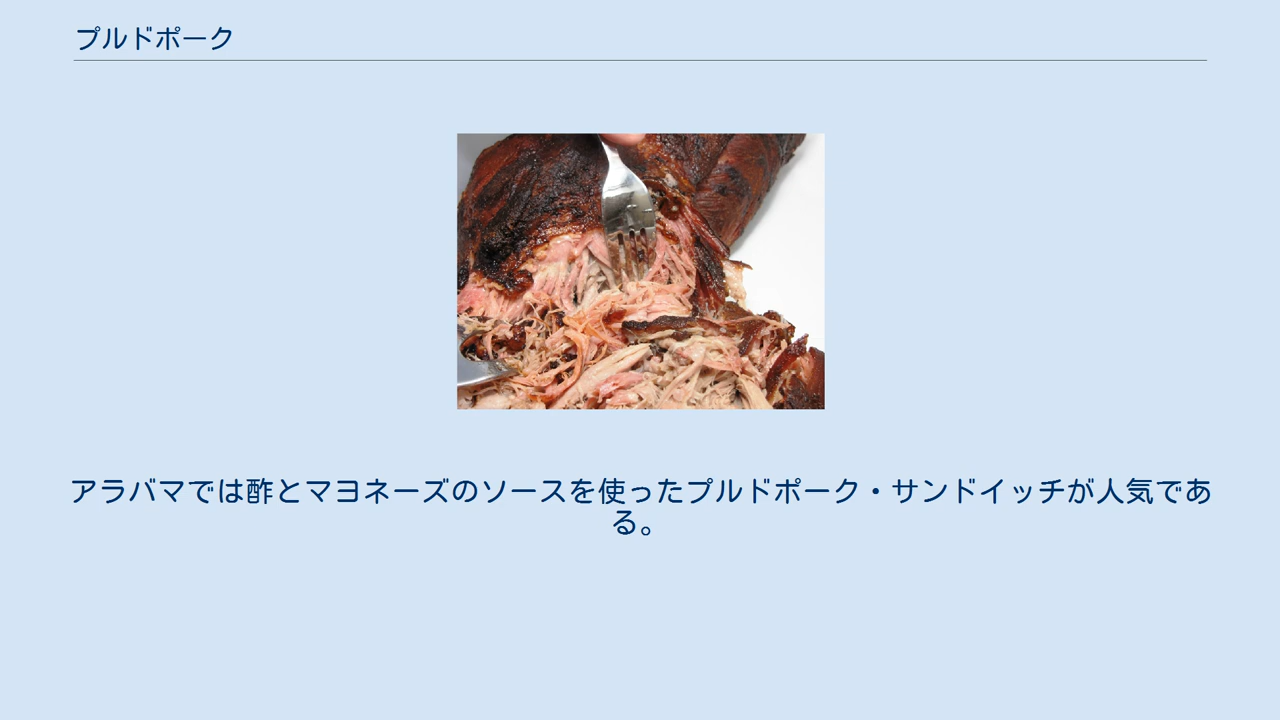 プルドポーク
アラバマでは酢とマヨネーズのソースを使ったプルドポーク・サンドイッチが人気であ
る。